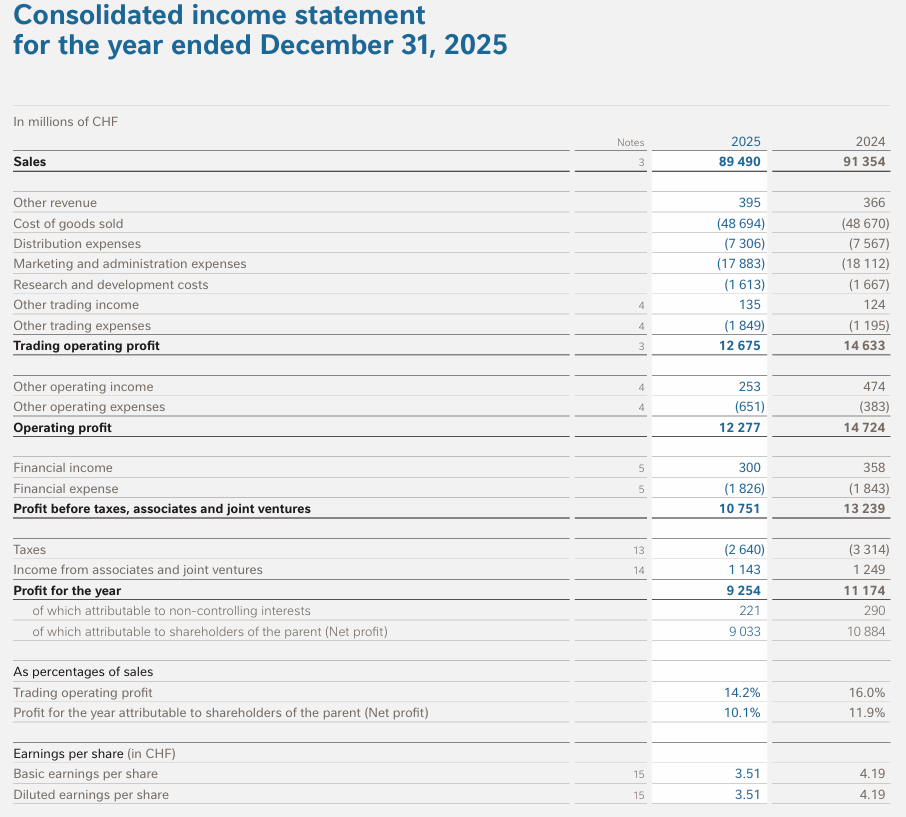 Consolidated income statement
for the year ended December 31, 2025
In millions of CHF
Notes 2025 2024
Sales 3 89 490 91 354
Other revenue 395 366
Cost of goods sold (48 694) (48 670)
Distribution expenses (7 306) (7 567)
Marketing and administration expenses (17 883) (18 112)
Research and development costs (1 613) (1 667)
Other trading income 4 135 124
Other trading expenses 4 (1 849) (1 195)
Trading operating profit 3 12 675 14 633
Other operating income 4 253 474
Other operating expenses 4 (651) (383)
Operating profit 12 277 14 724
Financial income 5 300 358
Financial expense 5 (1 826) (1 843)
Profit before taxes, associates and joint ventures 10 751 13 239
Taxes 13 (2 640) (3 314)
Income from associates and joint ventures 14 1 143 1 249
Profit for the year 9 254 11 174
of which attributable to non-controlling interests 221 290
of which attributable to shareholders of the parent (Net profit) 9 033 10 884
As percentages of sales
Trading operating profit 14.2% 16.0%
Profit for the year attributable to shareholders of the parent (Net profit) 10.1% 11.9%
Earnings per share (in CHF)
Basic earnings per share 15 3.51 4.19
Diluted earnings per share 15 3.51 4.19